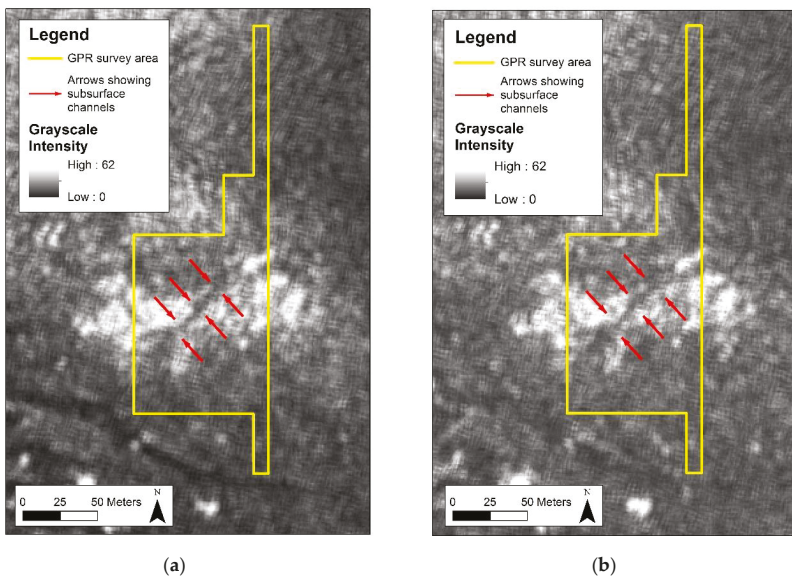 Legend
GPR survey area
Arrows showing
subsurface
channels
Grayscale
Intensity
High : 62
Low : 0
N
0 25 50 Meters
(a)
Legend
GPR survey area
Arrows showing
subsurface
channels
Grayscale
Intensity
High : 62
Low : 0
N
0 25 50 Meters
(b)